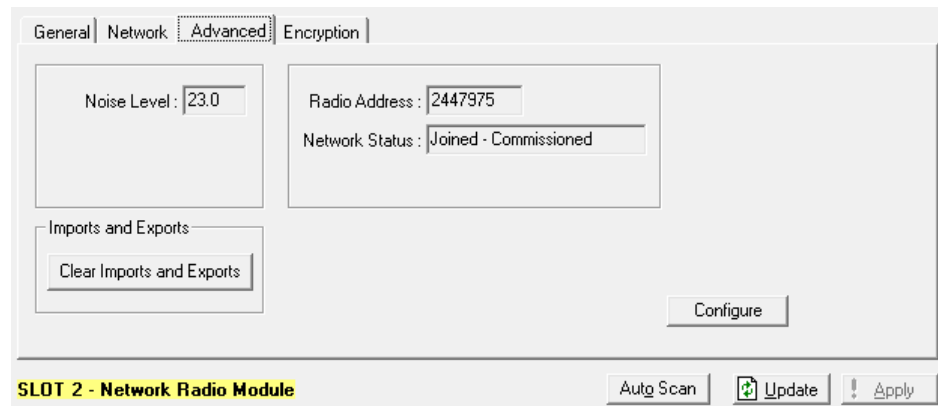 General Network Advanced Encryption
Noise Level : 23.0
Radio Address : 2447975
Network Status : Joined - Commissioned
Imports and Exports
Clear Imports and Exports
Configure
SLOT 2 - Network Radio Module
Auto Scan Update ! Apply